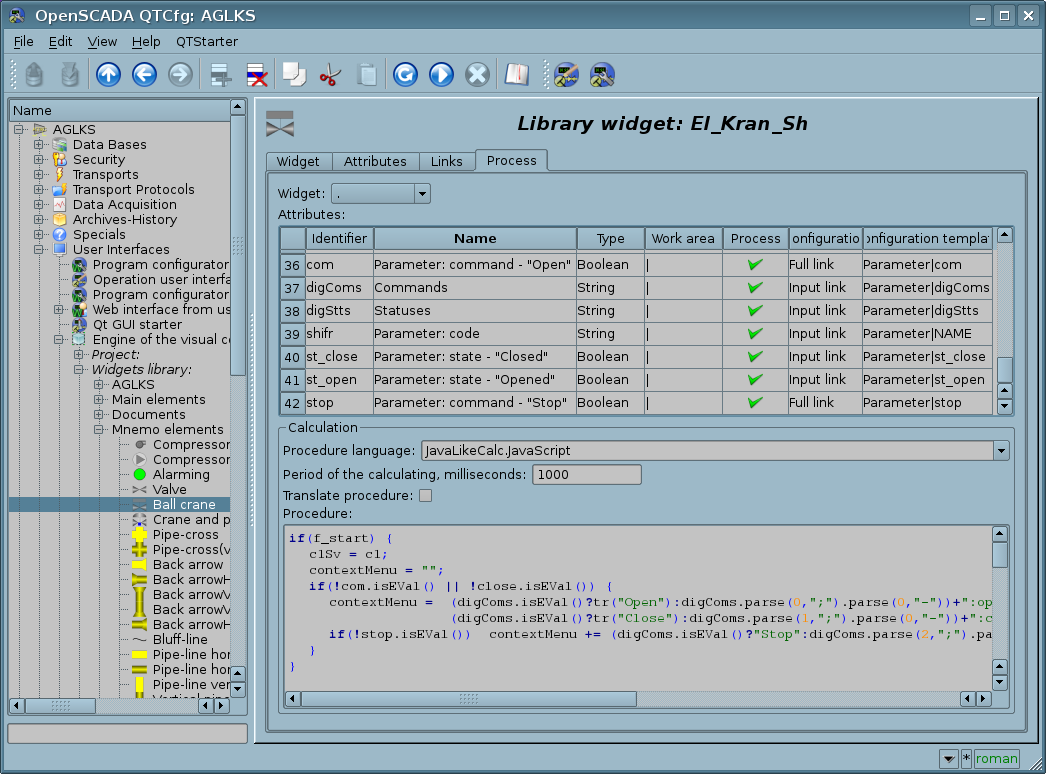 OpenSCADA QTCfg: AGLKS
File Edit View Help QTStarter
Name
AGLKS
Data Bases
Security
Transports
Transport Protocols
Data Acquisition
Archives-History
Specials
User Interfaces
Program configurator
Operation user interfa
Program configurator
Web interface from us
Qt GUI starter
Engine of the visual c
Project:
Widgets library:
AGLKS
Main elements
Documents
Mnemo elements
Compressor
Compressor
Alarming
Valve
Ball crane
Crane and p
Pipe-cross
Pipe-cross(v
Back arrow
Back arrowH
Back arrowV
Back arrowV
Back arrowH
Bluff-line
Pipe-line hor
Pipe-line hor
Pipe-line ver
Library widget: El_Kran_Sh
Widget Attributes Links Process
Widget: .
Attributes:
Identifier Name Type Work area Process onfiguratio onfiguration templat
36 com Parameter: command - "Open" Boolean | Full link Parameter|com
37 digComs Commands String | Input link Parameter|digComs
38 digStts Statuses String | Input link Parameter|digStts
39 shifr Parameter: code String | Input link Parameter|NAME
40 st_close Parameter: state - "Closed" Boolean | Input link Parameter|st_close
41 st_open Parameter: state - "Opened" Boolean | Input link Parameter|st_open
42 stop Parameter: command - "Stop" Boolean | Full link Parameter|stop
Calculation
Procedure language: JavaLikeCalc.JavaScript
Period of the calculating, milliseconds: 1000
Translate procedure:
Procedure:
if(f_start) {
clSv = cl;
contextMenu = "";
if(!com.isEVal() || !close.isEVal()) {
contextMenu = (digComs.isEVal()?tr("Open"):digComs.parse(0,";").parse(0,"-"))+":op
(digComs.isEVal()?tr("Close"):digComs.parse(1,";").parse(0,"-"))+":c
if(!stop.isEVal()) contextMenu += (digComs.isEVal()?"Stop":digComs.parse(2,";").pa
}
}
* roman